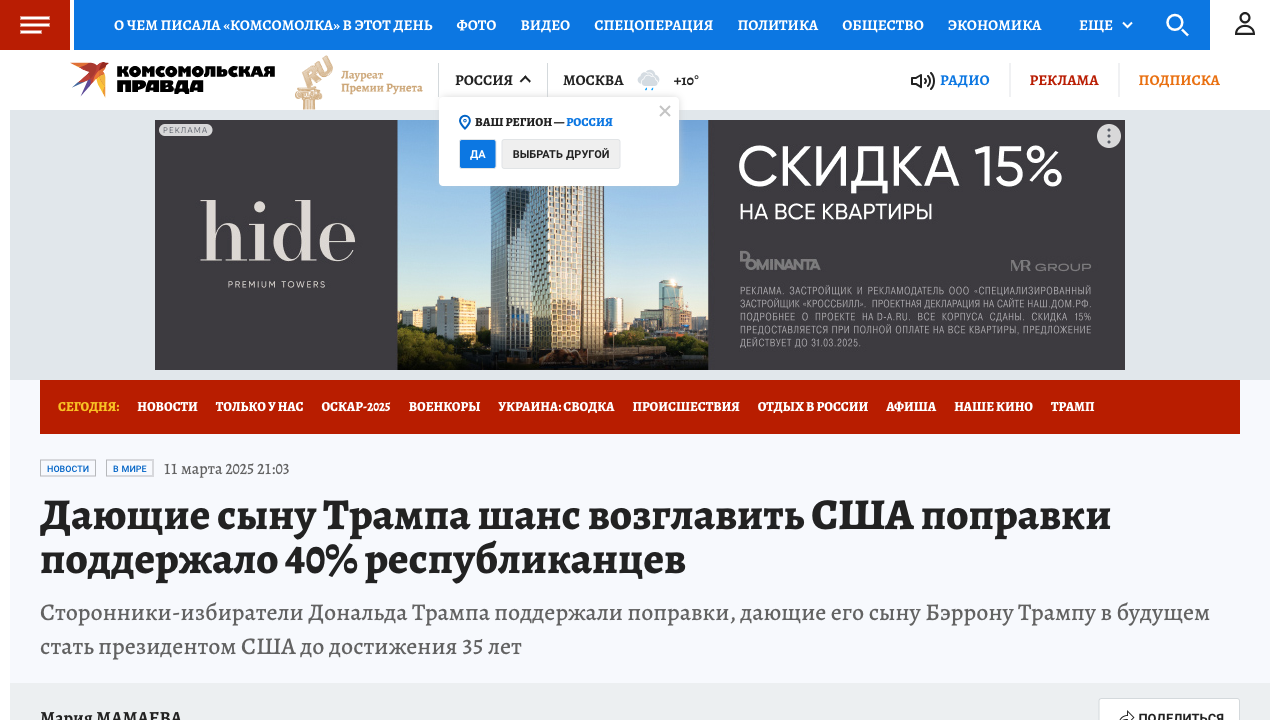 О ЧЕМ ПИСАЛА «КОМСОМОЛКА» В ЭТОТ ДЕНЬ ФОТО ВИДЕО СПЕЦОПЕРАЦИЯ ПОЛИТИКА ОБЩЕСТВО ЭКОНОМИКА ЕЩЕ
КОМСОМОЛЬСКАЯ
ПРАВДА
.RU
Лауреат
Премии Рунета
РОССИЯ
МОСКВА
+10°
РАДИО
РЕКЛАМА
ПОДПИСКА
ВАШ РЕГИОН — РОССИЯ
ДА
ВЫБРАТЬ ДРУГОЙ
РЕКЛАМА
hide
PREMIUM TOWERS
СКИДКА 15%
НА ВСЕ КВАРТИРЫ
DOMINANTA
MR GROUP
РЕКЛАМА. ЗАСТРОЙЩИК И РЕКЛАМОДАТЕЛЬ ООО «СПЕЦИАЛИЗИРОВАННЫЙ
ЗАСТРОЙЩИК «КРОССБИЛЛ». ПРОЕКТНАЯ ДЕКЛАРАЦИЯ НА САЙТЕ НАШ.ДОМ.РФ.
ПОДРОБНЕЕ О ПРОЕКТЕ НА D-A.RU. ВСЕ КОРПУСА СДАНЫ. СКИДКА 15%
ПРЕДОСТАВЛЯЕТСЯ ПРИ ПОЛНОЙ ОПЛАТЕ НА ВСЕ КВАРТИРЫ, ПРЕДЛОЖЕНИЕ
ДЕЙСТВУЕТ ДО 31.03.2025.
СЕГОДНЯ: НОВОСТИ ТОЛЬКО У НАС ОСКАР-2025 ВОЕНКОРЫ УКРАИНА: СВОДКА ПРОИСШЕСТВИЯ ОТДЫХ В РОССИИ АФИША НАШЕ КИНО ТРАМП
НОВОСТИ В МИРЕ 11 марта 2025 21:03
Дающие сыну Трампа шанс возглавить США поправки
поддержало 40% республиканцев
Сторонники-избиратели Дональда Трампа поддержали поправки, дающие его сыну Бэррону Трампу в будущем
стать президентом США до достижения 35 лет
Мария МАМАЕВА
ПОДЕЛИТЬСЯ